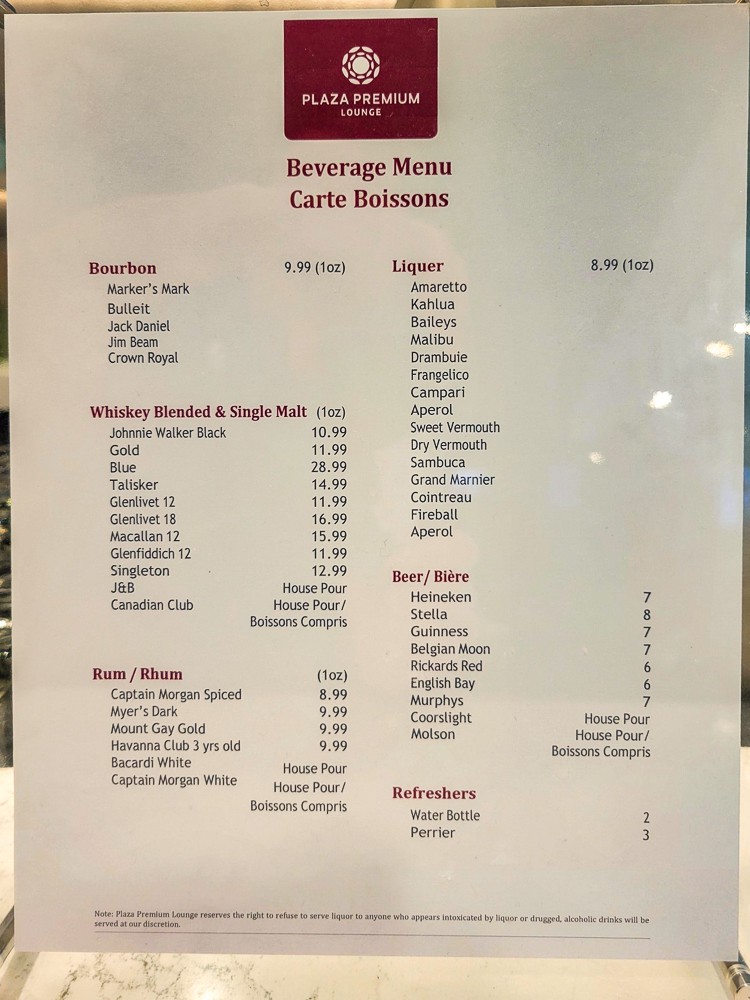 PLAZA PREMIUM
LOUNGE
Beverage Menu
Carte Boissons
Bourbon 9.99 (1oz)
Marker's Mark
Bulleit
Jack Daniel
Jim Beam
Crown Royal
Whiskey Blended & Single Malt (1oz)
Johnnie Walker Black 10.99
Gold 11.99
Blue 28.99
Talisker 14.99
Glenlivet 12 11.99
Glenlivet 18 16.99
Macallan 12 15.99
Glenfiddich 12 11.99
Singleton 12.99
J&B House Pour
Canadian Club House Pour/
Boissons Compris
Rum / Rhum (1oz)
Captain Morgan Spiced 8.99
Myer's Dark 9.99
Mount Gay Gold 9.99
Havanna Club 3 yrs old 9.99
Bacardi White House Pour
Captain Morgan White House Pour/
Boissons Compris
Liquer 8.99 (1oz)
Amaretto
Kahlua
Baileys
Malibu
Drambuie
Frangelico
Campari
Aperol
Sweet Vermouth
Dry Vermouth
Sambuca
Grand Marnier
Cointreau
Fireball
Aperol
Beer/ Bière
Heineken 7
Stella 8
Guinness 7
Belgian Moon 7
Rickards Red 6
English Bay 6
Murphys 7
Coorslight House Pour
Molson House Pour/
Boissons Compris
Refreshers
Water Bottle 2
Perrier 3
Note: Plaza Premium Lounge reserves the right to refuse to serve liquor to anyone who appears intoxicated by liquor or drugged, alcoholic drinks will be
served at our discretion.